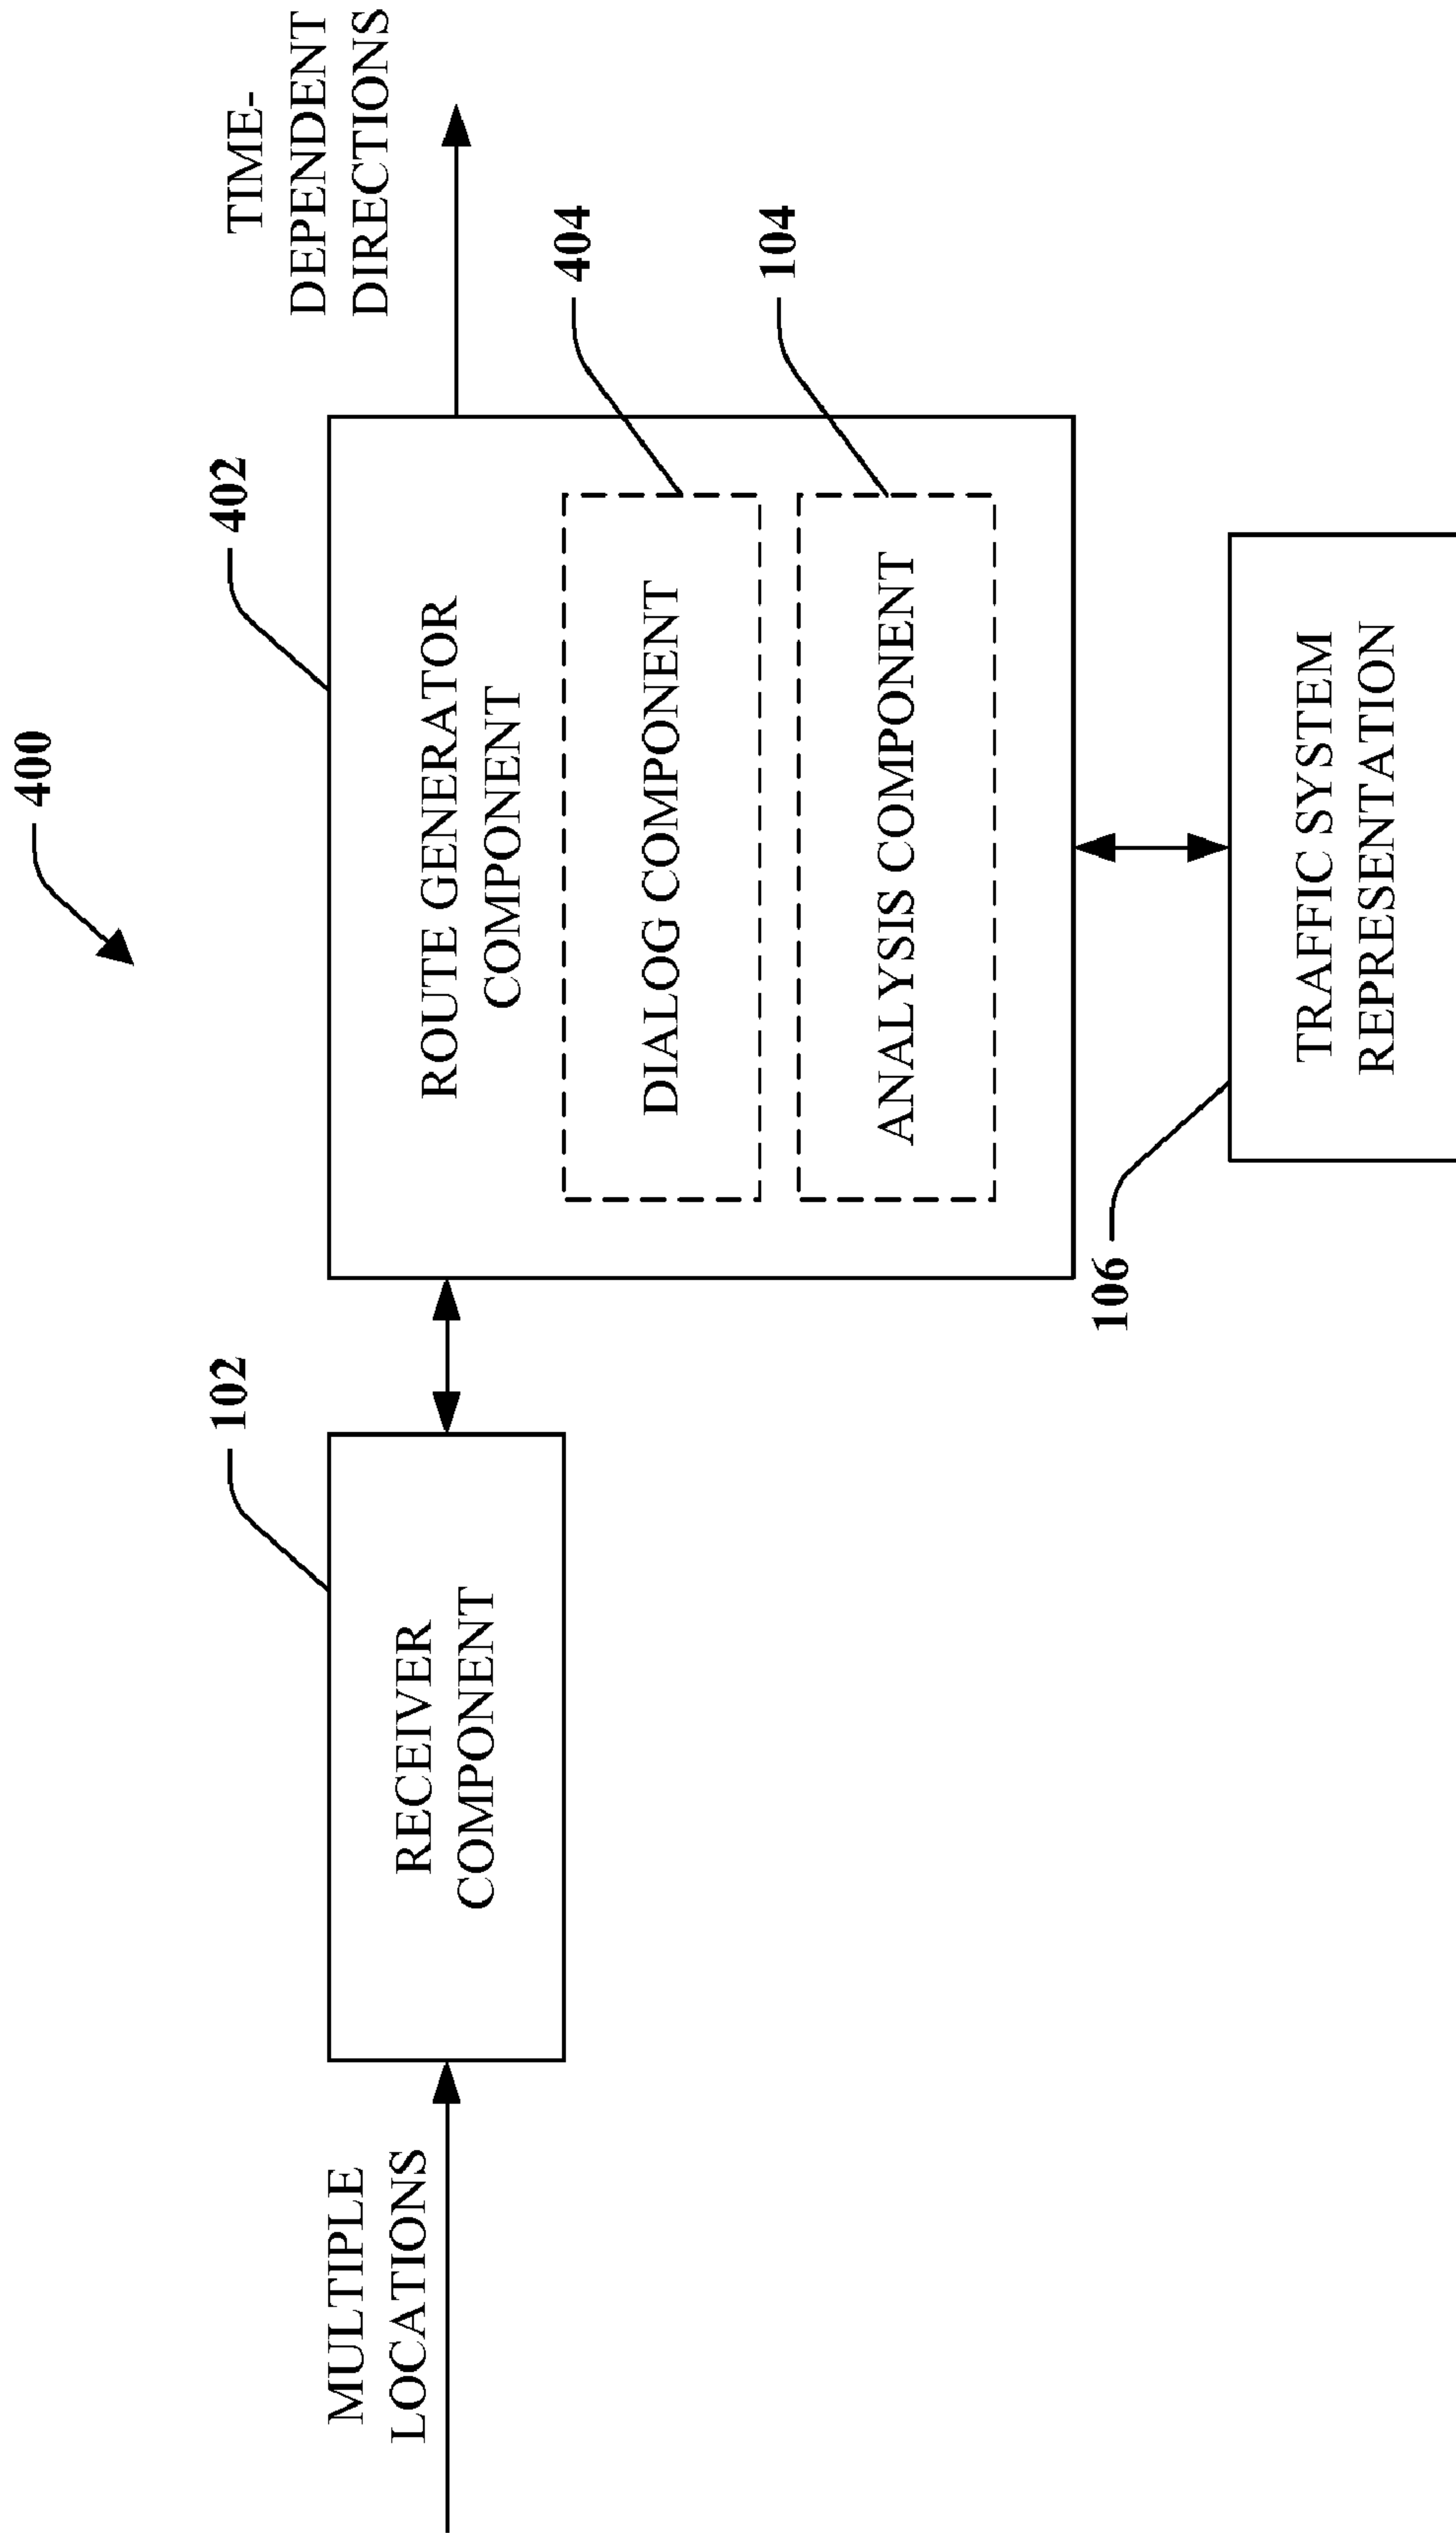 400
MULTIPLE
LOCATIONS
102
RECEIVER
COMPONENT
402
ROUTE GENERATOR
COMPONENT
DIALOG COMPONENT
ANALYSIS COMPONENT
TIME-
DEPENDENT
DIRECTIONS
404
104
106
TRAFFIC SYSTEM
REPRESENTATION